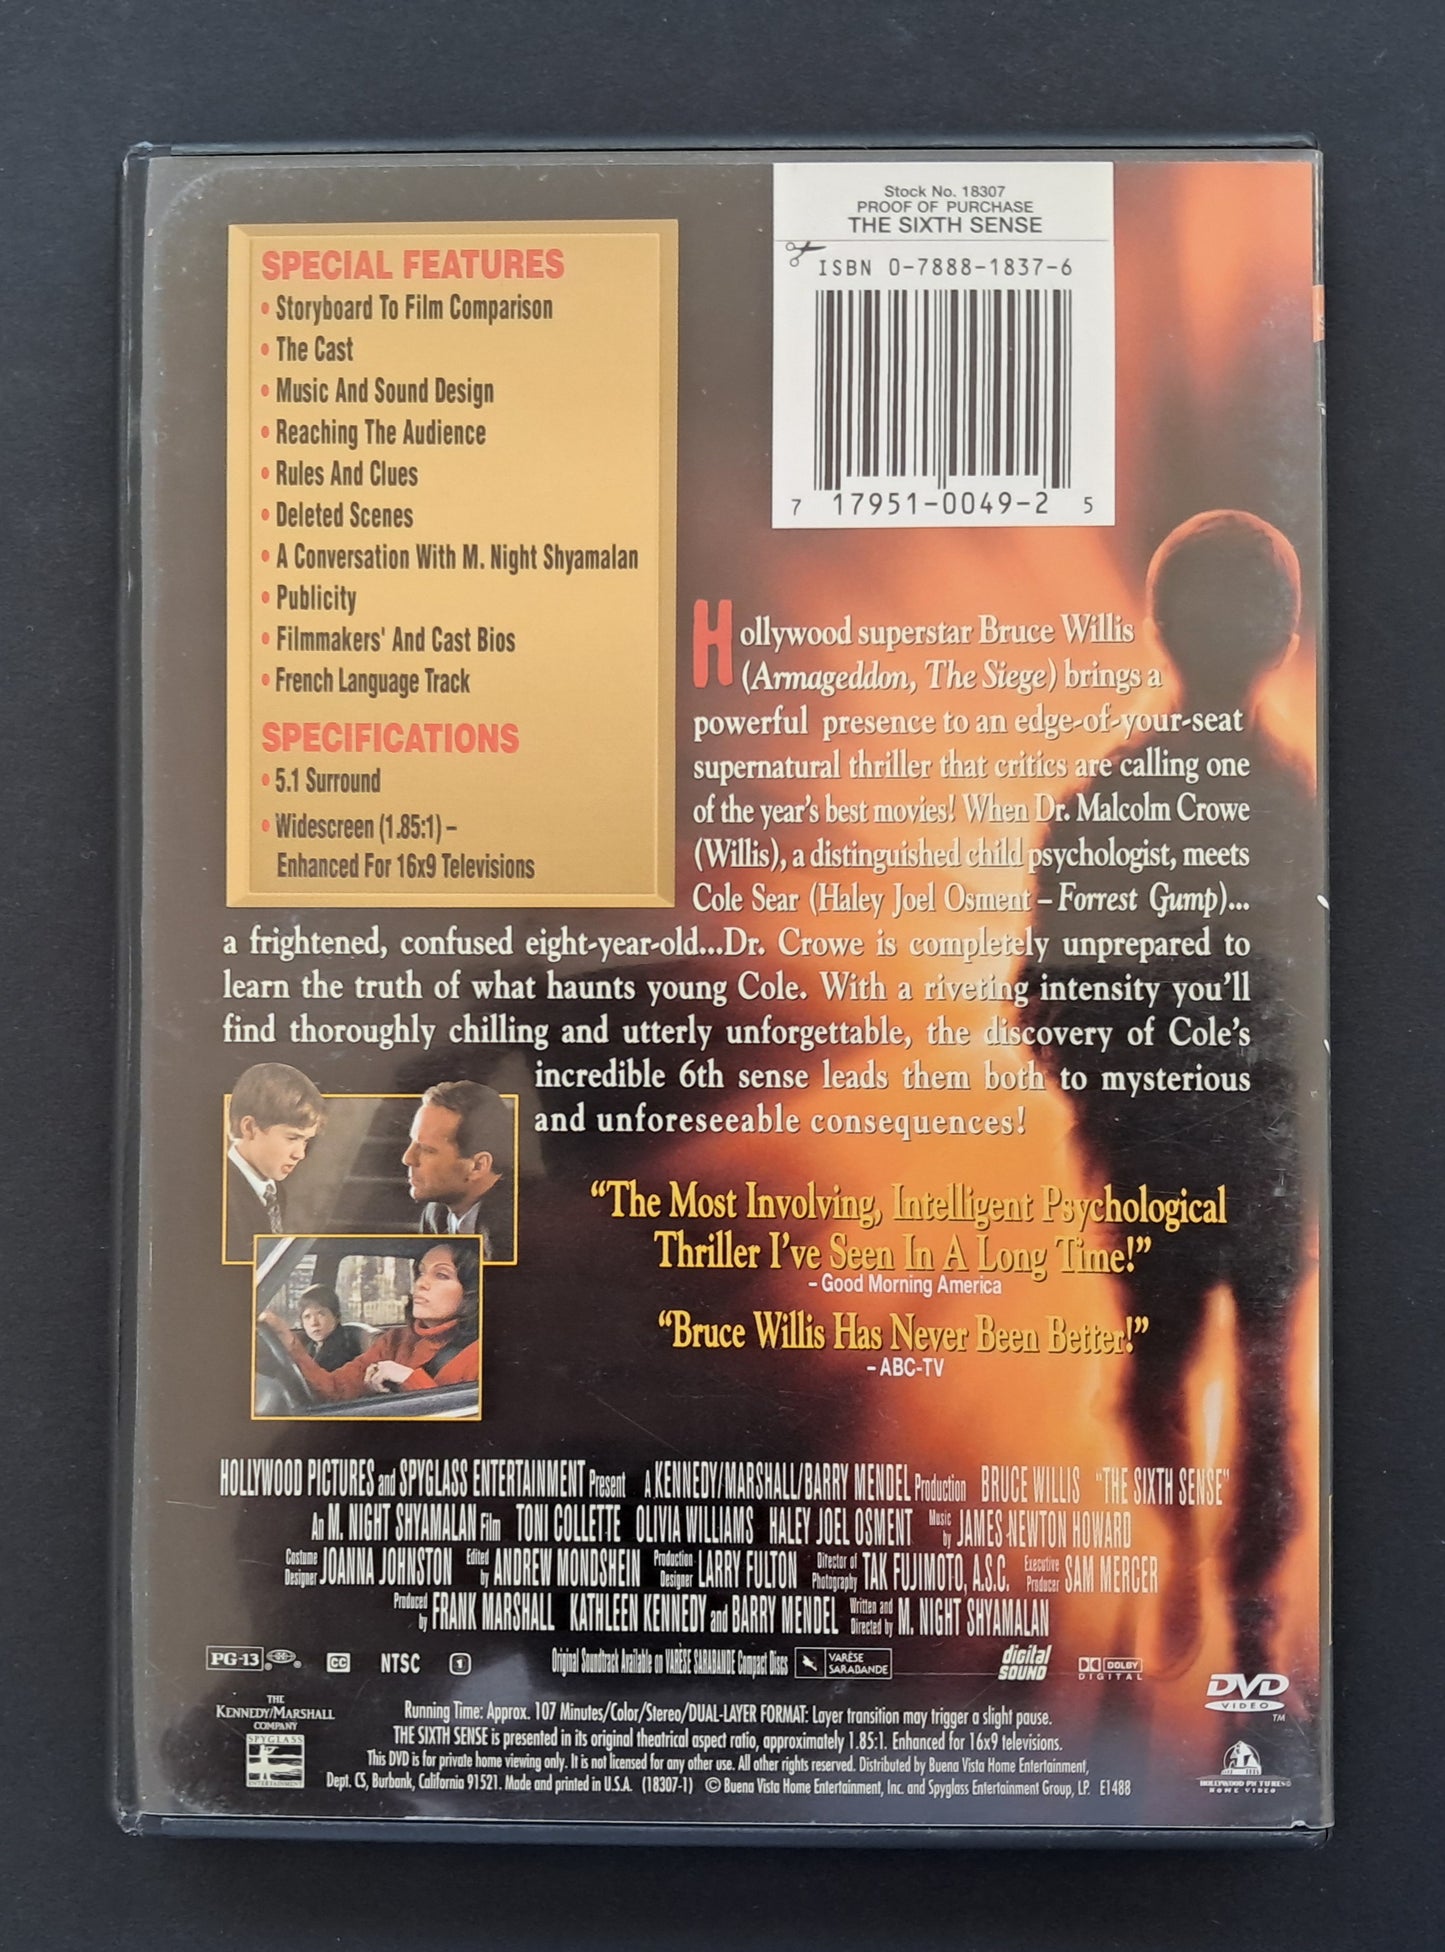 Stock No. 18307
PROOF OF PURCHASE
THE SIXTH SENSE
ISBN 0-7888-1837-6
7 17951-0049-2 5
SPECIAL FEATURES
• Storyboard To Film Comparison
• The Cast
• Music And Sound Design
• Reaching The Audience
• Rules And Clues
• Deleted Scenes
• A Conversation With M. Night Shyamalan
• Publicity
• Filmmakers' And Cast Bios
• French Language Track
SPECIFICATIONS
• 5.1 Surround
• Widescreen (1.85:1) –
Enhanced For 16x9 Televisions
Hollywood superstar Bruce Willis
(Armageddon, The Siege) brings a
powerful presence to an edge-of-your-seat
supernatural thriller that critics are calling one
of the year's best movies! When Dr. Malcolm Crowe
(Willis), a distinguished child psychologist, meets
Cole Sear (Haley Joel Osment – Forrest Gump)...
a frightened, confused eight-year-old...Dr. Crowe is completely unprepared to
learn the truth of what haunts young Cole. With a riveting intensity you'll
find thoroughly chilling and utterly unforgettable, the discovery of Cole's
incredible 6th sense leads them both to mysterious
and unforeseeable consequences!
"The Most Involving, Intelligent Psychological
Thriller I've Seen In A Long Time!"
– Good Morning America
"Bruce Willis Has Never Been Better!"
– ABC-TV
HOLLYWOOD PICTURES and SPYGLASS ENTERTAINMENT Present A KENNEDY/MARSHALL/BARRY MENDEL Production BRUCE WILLIS "THE SIXTH SENSE"
An M. NIGHT SHYAMALAN Film TONI COLLETTE OLIVIA WILLIAMS HALEY JOEL OSMENT Music by JAMES NEWTON HOWARD
Costume Designer JOANNA JOHNSTON Edited by ANDREW MONDSHEIN Production Designer LARRY FULTON Director of Photography TAK FUJIMOTO, A.S.C. Executive Producer SAM MERCER
Produced by FRANK MARSHALL KATHLEEN KENNEDY and BARRY MENDEL Written and Directed by M. NIGHT SHYAMALAN
PG-13 CC NTSC 1 Original Soundtrack Available on VARÈSE SARABANDE Compact Discs VARÈSE SARABANDE digital SOUND DOLBY DIGITAL
DVD
VIDEO
TM
THE
KENNEDY/MARSHALL
COMPANY
SPYGLASS
ENTERTAINMENT
Running Time: Approx. 107 Minutes/Color/Stereo/DUAL-LAYER FORMAT: Layer transition may trigger a slight pause.
THE SIXTH SENSE is presented in its original theatrical aspect ratio, approximately 1.85:1. Enhanced for 16x9 televisions.
This DVD is for private home viewing only. It is not licensed for any other use. All other rights reserved. Distributed by Buena Vista Home Entertainment,
Dept. CS, Burbank, California 91521. Made and printed in U.S.A. (18307-1) © Buena Vista Home Entertainment, Inc. and Spyglass Entertainment Group, LP. E1488
HOLLYWOOD PICTURES®
HOME VIDEO